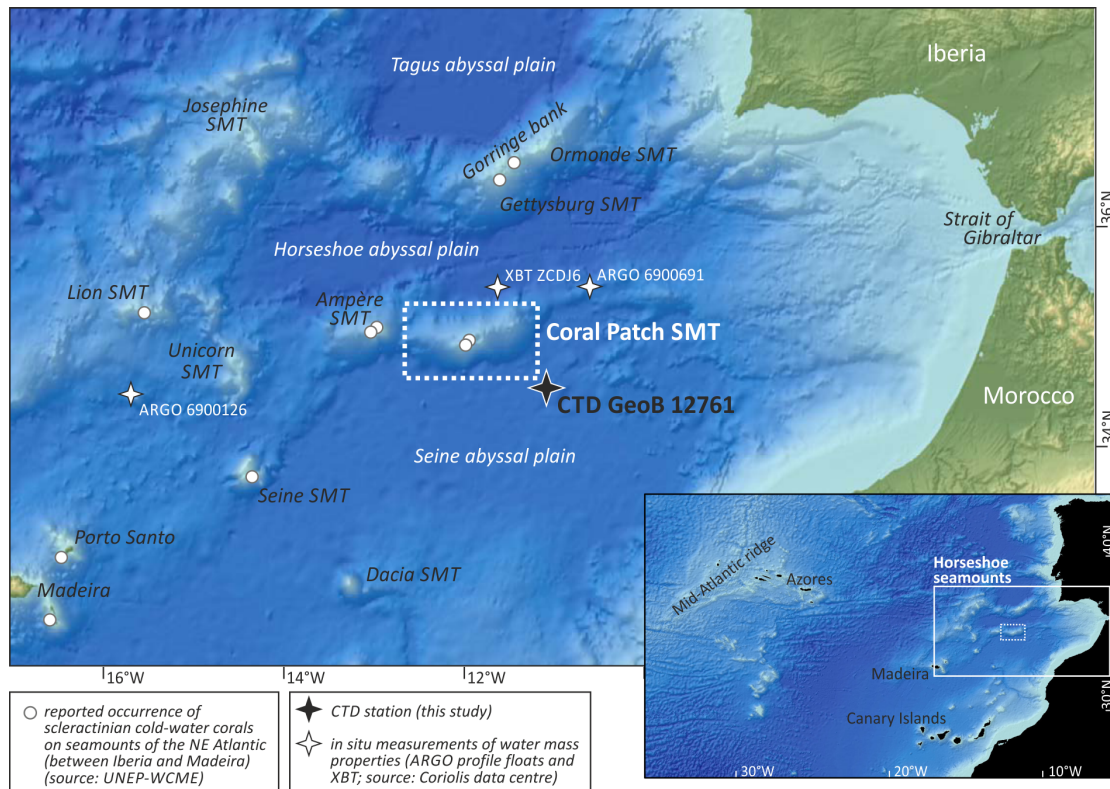 Tagus abyssal plain
Iberia
Josephine
SMT
Gorringe bank
Ormonde SMT
Gettysburg SMT
Strait of
Gibraltar
36°N
Horseshoe abyssal plain
XBT ZCDJ6
ARGO 6900691
Lion SMT
Ampère
SMT
Coral Patch SMT
Unicorn
SMT
ARGO 6900126
CTD GeoB 12761
Morocco
34°N
Seine abyssal plain
Seine SMT
Porto Santo
Dacia SMT
Madeira
16°W
14°W
12°W
Mid-Atlantic ridge
Azores
Horseshoe
seamounts
40°N
Madeira
30°N
Canary Islands
30°W
20°W
10°W
reported occurrence of
scleractinian cold-water corals
on seamounts of the NE Atlantic
(between Iberia and Madeira)
(source: UNEP-WCME)
CTD station (this study)
in situ measurements of water mass
properties (ARGO profile floats and
XBT; source: Coriolis data centre)